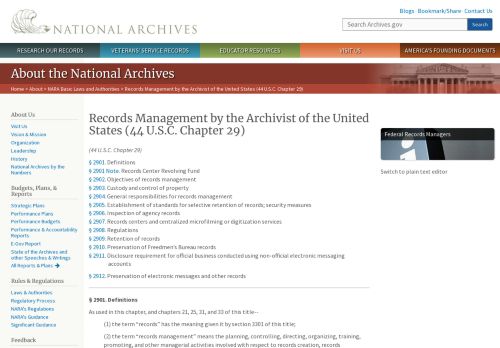 NATIONAL ARCHIVES
Blogs · Bookmark/Share · Contact Us
Search Archives.gov
Search
RESEARCH OUR RECORDS
VETERANS' SERVICE RECORDS
EDUCATOR RESOURCES
VISIT US
AMERICA'S FOUNDING DOCUMENTS
About the National Archives
Home > About > NARA Basic Laws and Authorities > Records Management by the Archivist of the United States (44 U.S.C. Chapter 29)
About Us
Visit Us
Vision & Mission
Organization
Leadership
History
National Archives by the
Numbers
Budgets, Plans, &
Reports
Strategic Plans
Performance Plans
Performance Budgets
Performance & Accountability
Reports
E-Gov Report
State of the Archives and
other Speeches & Writings
All Reports & Plans →
Rules & Regulations
Laws & Authorities
Regulatory Process
NARA's Regulations
NARA's Guidance
Significant Guidance
Feedback
Records Management by the Archivist of the United
States (44 U.S.C. Chapter 29)
(44 U.S.C. Chapter 29)
§ 2901. Definitions
§ 2901 Note. Records Center Revolving Fund
§ 2902. Objectives of records management
§ 2903. Custody and control of property
§ 2904. General responsibilities for records management
§ 2905. Establishment of standards for selective retention of records; security measures
§ 2906. Inspection of agency records
§ 2907. Records centers and centralized microfilming or digitization services
§ 2908. Regulations
§ 2909. Retention of records
§ 2910. Preservation of Freedmen's Bureau records
§ 2911. Disclosure requirement for official business conducted using non-official electronic messaging
accounts
§ 2912. Preservation of electronic messages and other records
§ 2901. Definitions
As used in this chapter, and chapters 21, 25, 31, and 33 of this title--
(1) the term "records" has the meaning given it by section 3301 of this title;
(2) the term "records management" means the planning, controlling, directing, organizing, training,
promoting, and other managerial activities involved with respect to records creation, records
Federal Records Managers
Switch to plain text editor